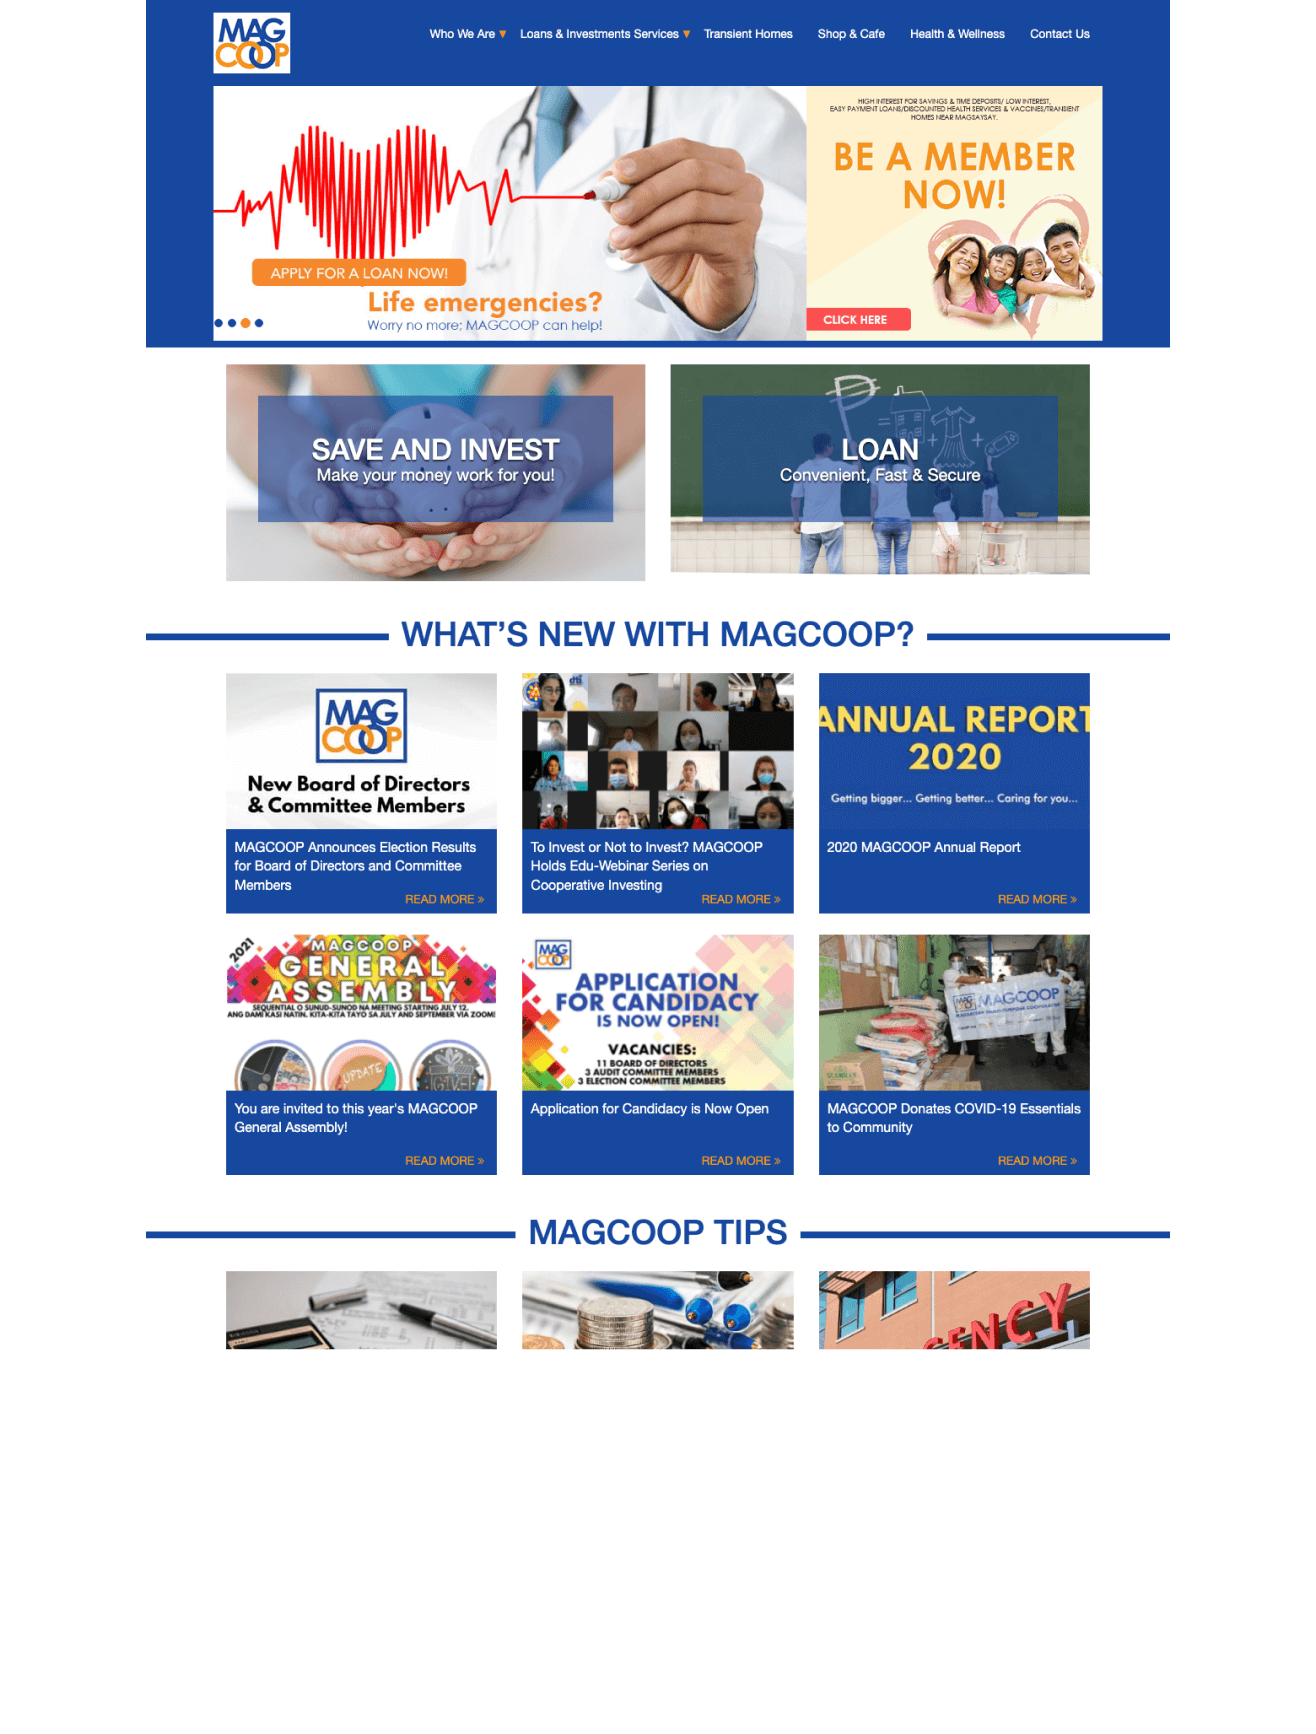 MAG
COOP
Who We Are ▼ Loans & Investments Services ▼ Transient Homes Shop & Cafe Health & Wellness Contact Us
HIGH INTEREST FOR SAVINGS & TIME DEPOSITS/ LOW INTEREST,
EASY PAYMENT LOANS/DISCOUNTED HEALTH SERVICES & VACCINES/TRANSIENT
HOMES NEAR MAGSAYSAY.
BE A MEMBER
NOW!
CLICK HERE
APPLY FOR A LOAN NOW!
Life emergencies?
Worry no more; MAGCOOP can help!
SAVE AND INVEST
Make your money work for you!
LOAN
Convenient, Fast & Secure
WHAT'S NEW WITH MAGCOOP?
MAG
COOP
New Board of Directors
& Committee Members
MAGCOOP Announces Election Results
for Board of Directors and Committee
Members
READ MORE »
dti
To Invest or Not to Invest? MAGCOOP
Holds Edu-Webinar Series on
Cooperative Investing
READ MORE »
ANNUAL REPORT
2020
Getting bigger... Getting better... Caring for you...
2020 MAGCOOP Annual Report
READ MORE »
2021
MAGCOOP
GENERAL
ASSEMBLY
SEQUENTIAL O SUNUD-SUNOD NA MEETING STARTING JULY 12.
ANG DAMI KASI NATIN. KITA-KITA TAYO SA JULY AND SEPTEMBER VIA ZOOM!
UPDATE
GIVE
You are invited to this year's MAGCOOP
General Assembly!
READ MORE »
MAG
COOP
APPLICATION
FOR CANDIDACY
IS NOW OPEN!
VACANCIES:
11 BOARD OF DIRECTORS
3 AUDIT COMMITTEE MEMBERS
3 ELECTION COMMITTEE MEMBERS
Application for Candidacy is Now Open
READ MORE »
MAGCOOP
MAGCOOP Donates COVID-19 Essentials
to Community
READ MORE »
MAGCOOP TIPS
GENCY